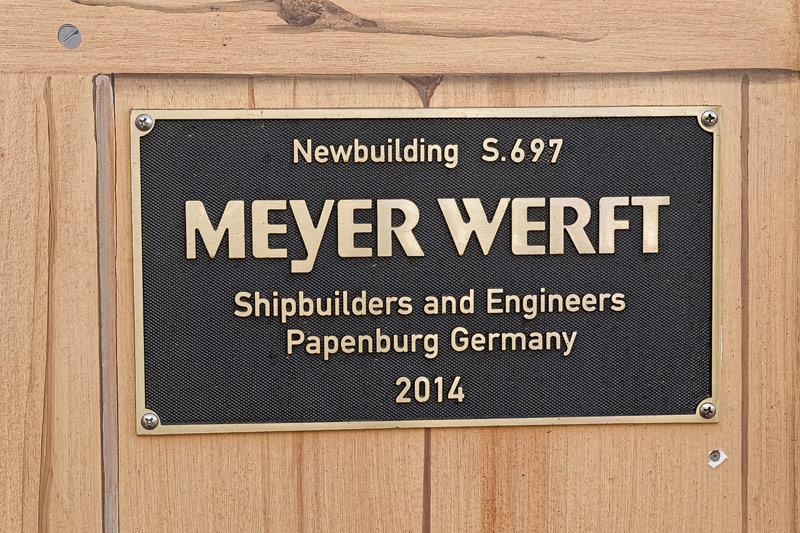 Newbuilding S.697
MEYER WERFT
Shipbuilders and Engineers
Papenburg Germany
2014